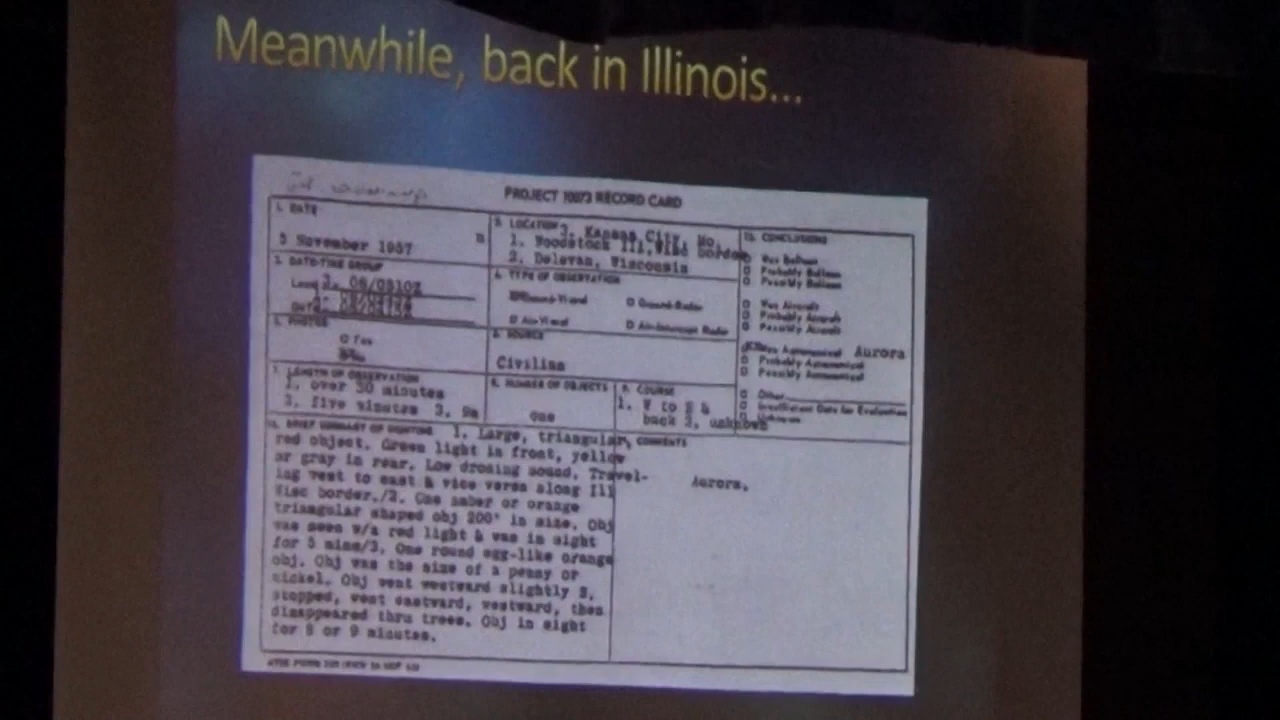 Meanwhile, back in Illinois...
PROJECT 10073 RECORD CARD
1. DATE
5 November 1957
2. LOCATION 3. Kansas City, Mo.
1. Woodstock Ill, Wisc border
2. Delevan, Wisconsin
12. CONCLUSIONS
Was Balloon
Probably Balloon
Possibly Balloon
Was Aircraft
Probably Aircraft
Possibly Aircraft
Was Astronomical Aurora
Probably Astronomical
Possibly Astronomical
Other
Insufficient Data for Evaluation
Unknown
3. DATE-TIME GROUP
Local
4. TYPE OF OBSERVATION
Ground-Visual
Ground-Radar
Air-Visual
Air-Intercept Radar
5. PHOTOS
Yes
No
6. SOURCE
Civilian
7. LENGTH OF OBSERVATION
1. over 30 minutes
2. five minutes 3.
8. NUMBER OF OBJECTS
one
9. COURSE
1. W to E &
back 3, unknown
10. BRIEF SUMMARY OF SIGHTING 1. Large, triangular,
red object. Green light in front, yellow
or gray in rear. Low droning sound. Travel-
ing west to east & vice versa along Ill
Wisc border./2. One amber or orange
triangular shaped obj 200' in size. Obj
was seen w/a red light & was in sight
for 5 mins/3. One round egg-like orange
obj. Obj was the size of a penny or
nickel. Obj went westward slightly S,
stopped, went eastward, westward, then
disappeared thru trees. Obj in sight
for 8 or 9 minutes.
COMMENTS
Aurora.